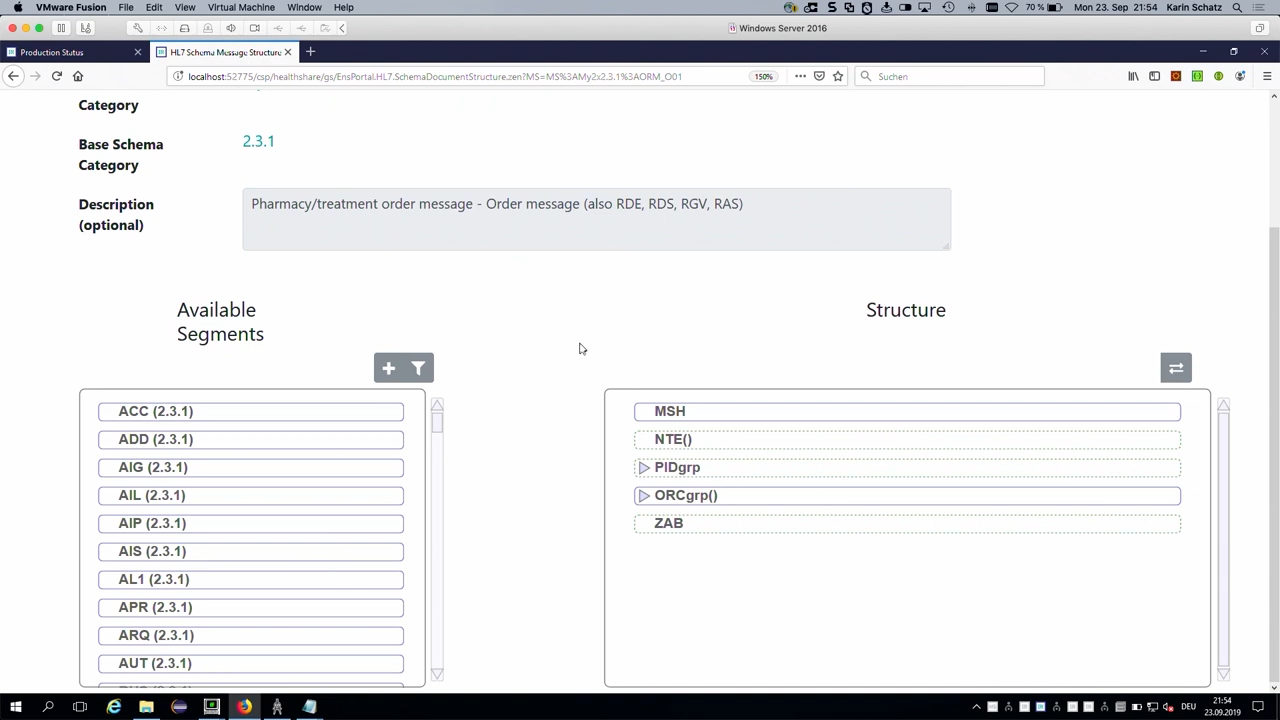 VMware Fusion File Edit View Virtual Machine Window Help 70 % Mon 23. Sep 21:54 Karin Schatz
Windows Server 2016
Production Status
HL7 Schema Message Structure
localhost:52775/csp/healthshare/gs/EnsPortal.HL7.SchemaDocumentStructure.zen?MS=MS%3AMy2x2.3.1%3AORM_O01
150%
Suchen
Category
Base Schema
Category
2.3.1
Description
(optional)
Pharmacy/treatment order message - Order message (also RDE, RDS, RGV, RAS)
Available
Segments
Structure
ACC (2.3.1)
ADD (2.3.1)
AIG (2.3.1)
AIL (2.3.1)
AIP (2.3.1)
AIS (2.3.1)
AL1 (2.3.1)
APR (2.3.1)
ARQ (2.3.1)
AUT (2.3.1)
MSH
NTE()
PIDgrp
ORCgrp()
ZAB
DEU
21:54
23.09.2019